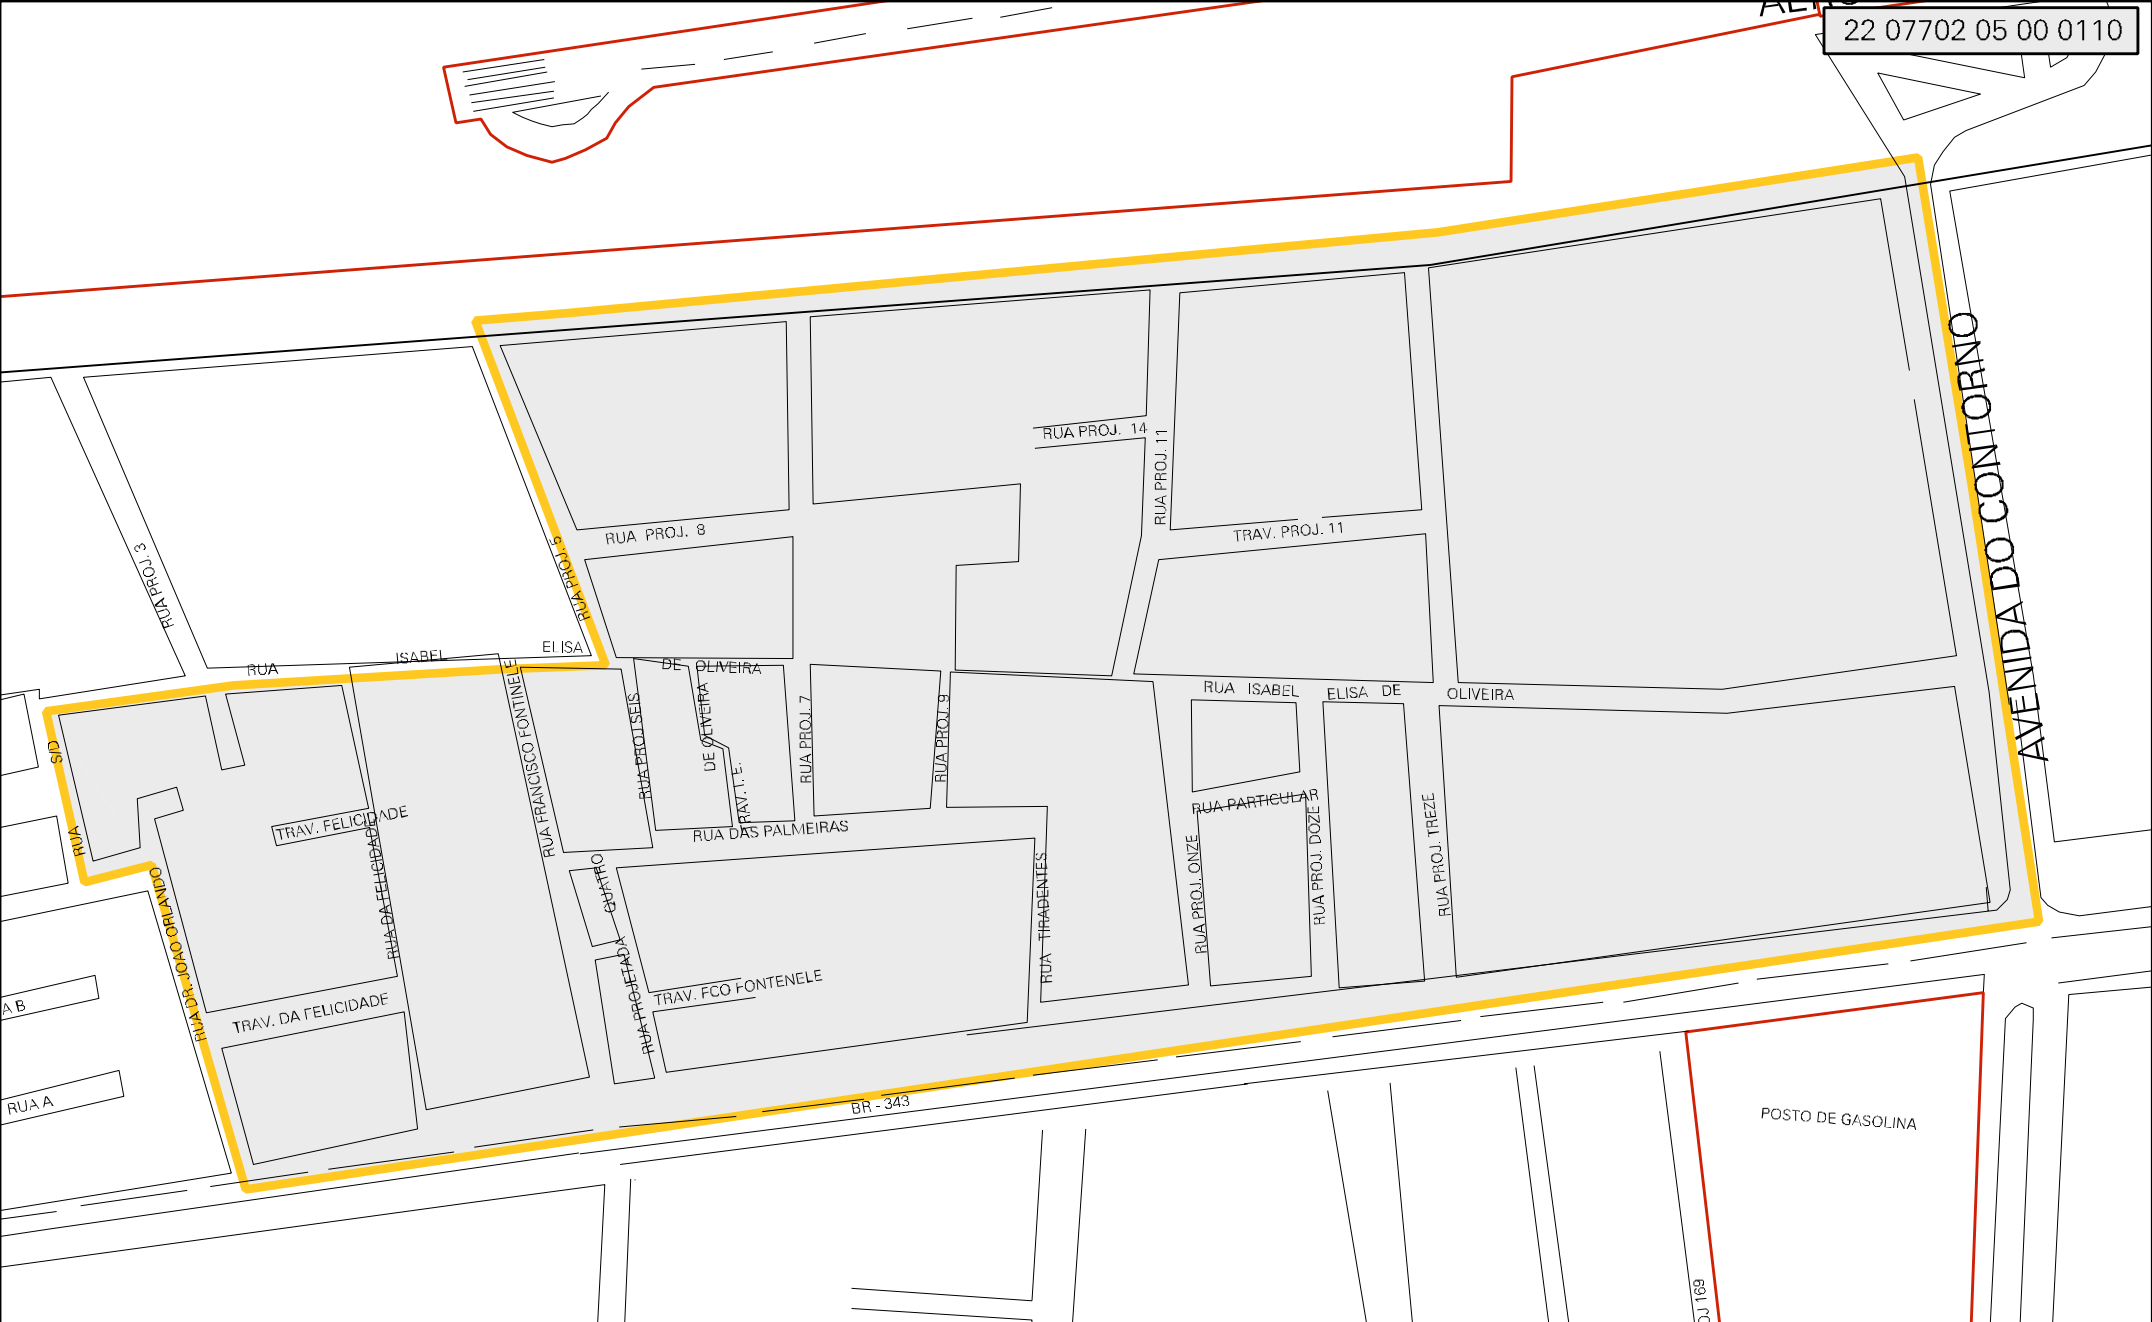 22 07702 05 00 0110
AVENIDA DO CONTORNO
RUA PROJ. 14
RUA PROJ. 11
RUA PROJ. 8
TRAV. PROJ. 11
RUA PROJ. 3
RUA PROJ. 5
RUA ISABEL ELISA DE OLIVEIRA
RUA ISABEL ELISA DE OLIVEIRA
S/D
RUA
RUA FRANCISCO FONTINELE
RUA PROJ SEIS
DE OLIVEIRA
TRAV. I. E.
RUA PROJ. 7
RUA PROJ. 9
TRAV. FELICIDADE
RUA DA FELICIDADE
RUA DAS PALMEIRAS
RUA PARTICULAR
RUA PROJ. ONZE
RUA PROJ. DOZE
RUA PROJ. TREZE
RUA DR. JOAO ORLANDO
QUATRO
RUA PROJETADA
RUA TIRADENTES
TRAV. FCO FONTENELE
TRAV. DA FELICIDADE
A B
RUA A
BR - 343
POSTO DE GASOLINA
OJ 169